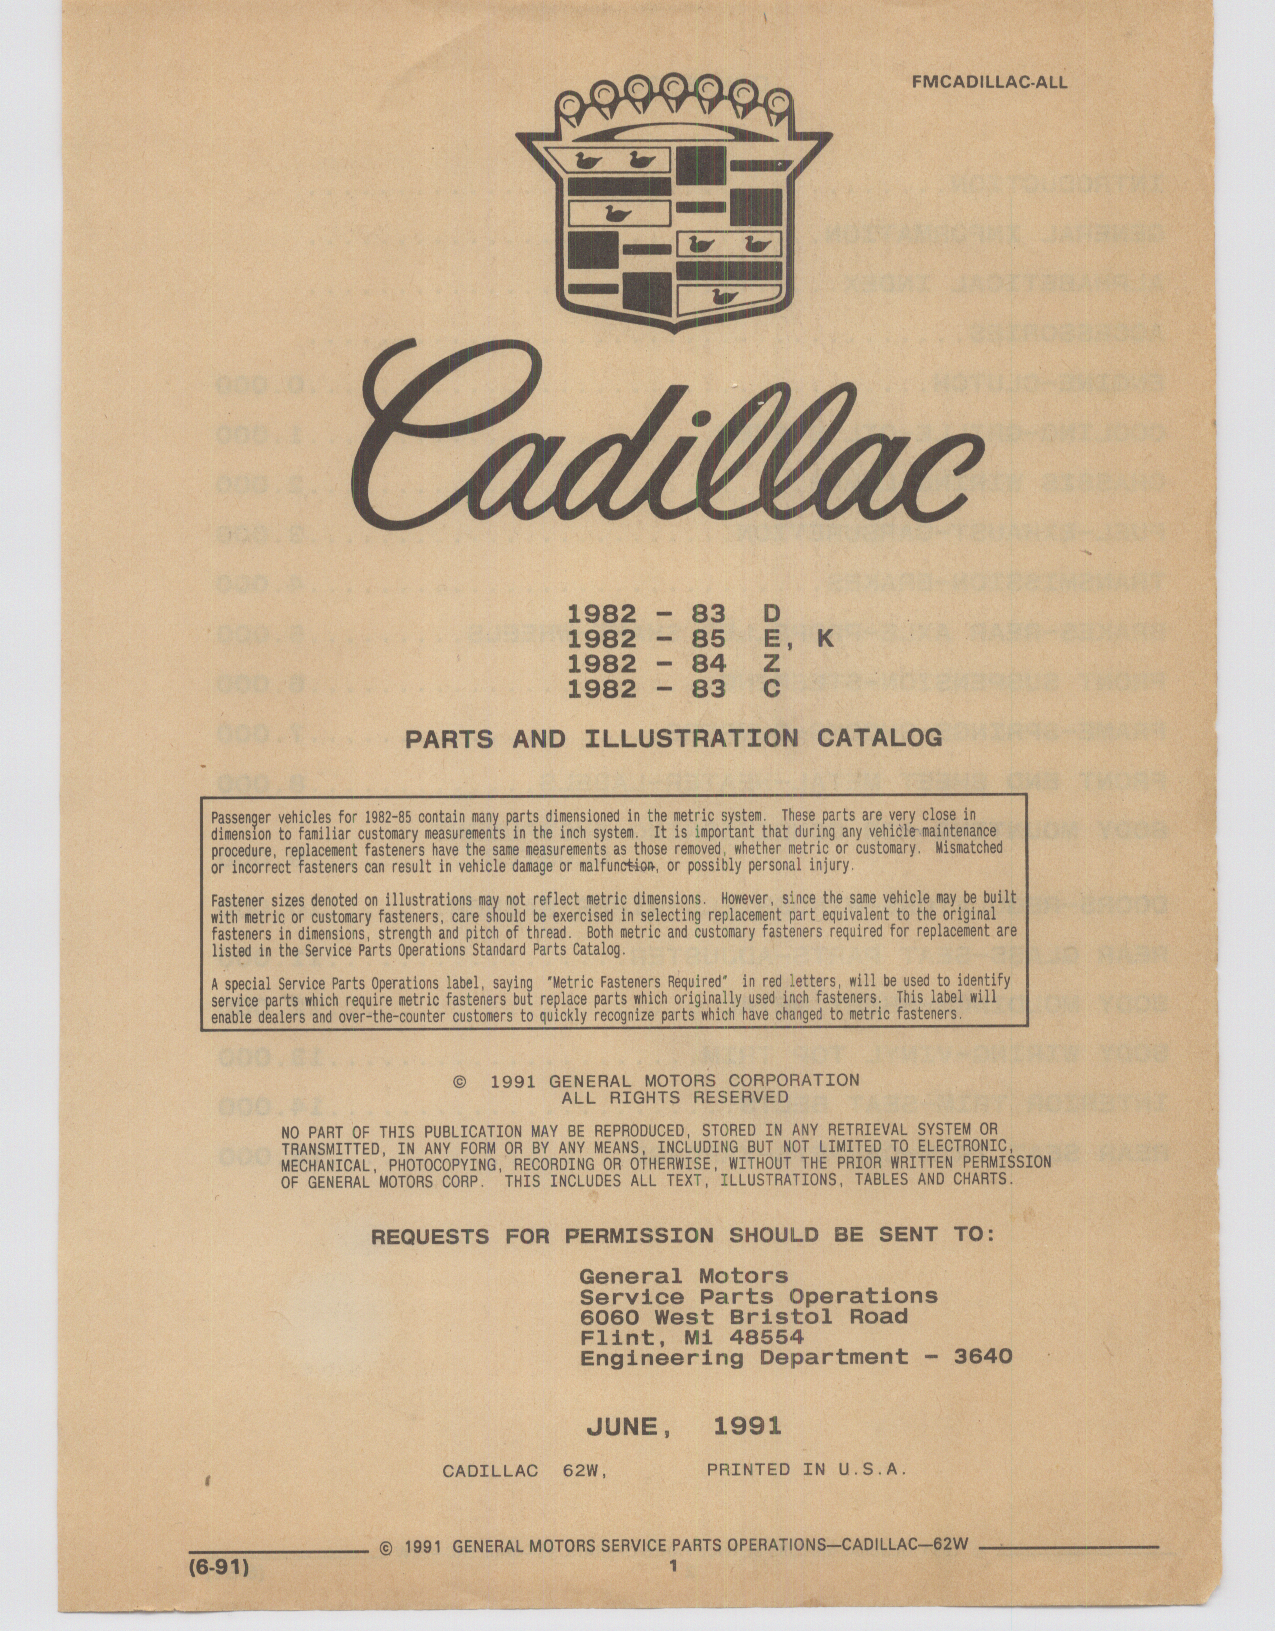 FMCADILLAC-ALL
Cadillac
1982 - 83 D
1982 - 85 E, K
1982 - 84 Z
1982 - 83 C
PARTS AND ILLUSTRATION CATALOG
Passenger vehicles for 1982-85 contain many parts dimensioned in the metric system. These parts are very close in
dimension to familiar customary measurements in the inch system. It is important that during any vehicle maintenance
procedure, replacement fasteners have the same measurements as those removed, whether metric or customary. Mismatched
or incorrect fasteners can result in vehicle damage or malfunction, or possibly personal injury.
Fastener sizes denoted on illustrations may not reflect metric dimensions. However, since the same vehicle may be built
with metric or customary fasteners, care should be exercised in selecting replacement part equivalent to the original
fasteners in dimensions, strength and pitch of thread. Both metric and customary fasteners required for replacement are
listed in the Service Parts Operations Standard Parts Catalog.
A special Service Parts Operations label, saying "Metric Fasteners Required" in red letters, will be used to identify
service parts which require metric fasteners but replace parts which originally used inch fasteners. This label will
enable dealers and over-the-counter customers to quickly recognize parts which have changed to metric fasteners.
© 1991 GENERAL MOTORS CORPORATION
ALL RIGHTS RESERVED
NO PART OF THIS PUBLICATION MAY BE REPRODUCED, STORED IN ANY RETRIEVAL SYSTEM OR
TRANSMITTED, IN ANY FORM OR BY ANY MEANS, INCLUDING BUT NOT LIMITED TO ELECTRONIC,
MECHANICAL, PHOTOCOPYING, RECORDING OR OTHERWISE, WITHOUT THE PRIOR WRITTEN PERMISSION
OF GENERAL MOTORS CORP. THIS INCLUDES ALL TEXT, ILLUSTRATIONS, TABLES AND CHARTS.
REQUESTS FOR PERMISSION SHOULD BE SENT TO:
General Motors
Service Parts Operations
6060 West Bristol Road
Flint, Mi 48554
Engineering Department - 3640
JUNE, 1991
CADILLAC 62W, PRINTED IN U.S.A.
© 1991 GENERAL MOTORS SERVICE PARTS OPERATIONS—CADILLAC—62W
(6-91) 1